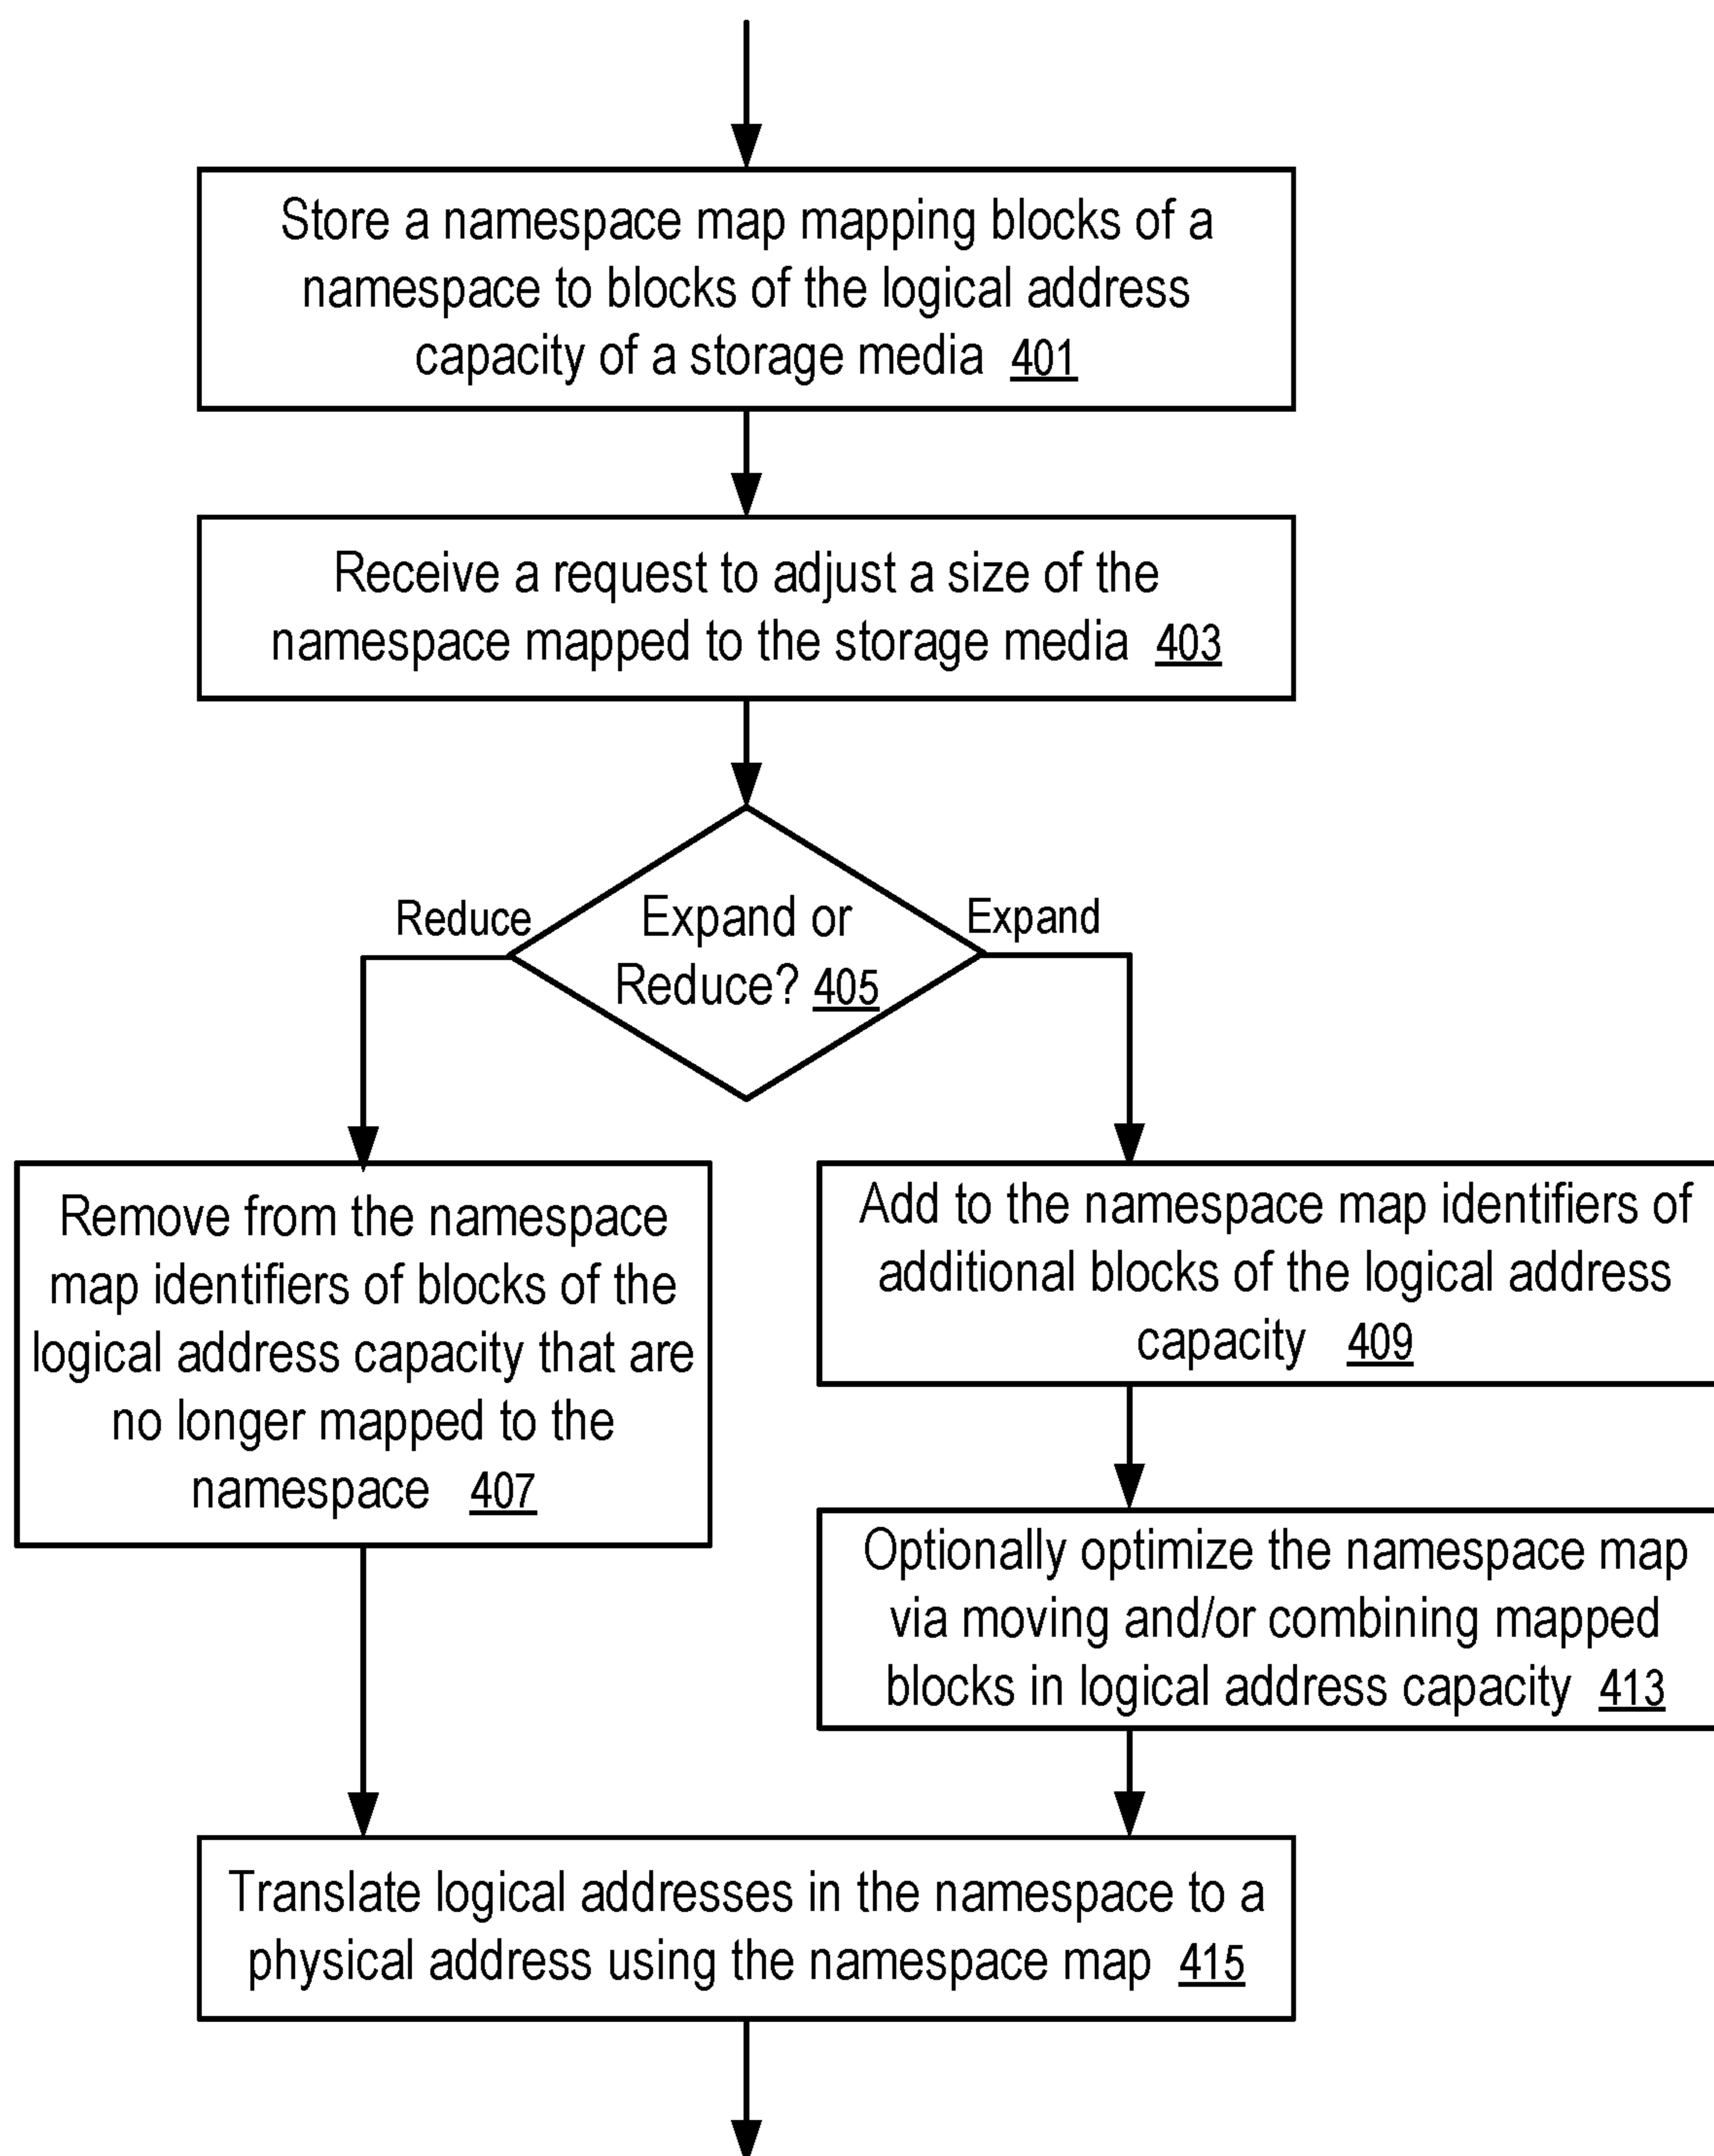 Store a namespace map mapping blocks of a
namespace to blocks of the logical address
capacity of a storage media 401
Receive a request to adjust a size of the
namespace mapped to the storage media 403
Reduce
Expand or
Reduce? 405
Expand
Remove from the namespace
map identifiers of blocks of the
logical address capacity that are
no longer mapped to the
namespace 407
Add to the namespace map identifiers of
additional blocks of the logical address
capacity 409
Optionally optimize the namespace map
via moving and/or combining mapped
blocks in logical address capacity 413
Translate logical addresses in the namespace to a
physical address using the namespace map 415